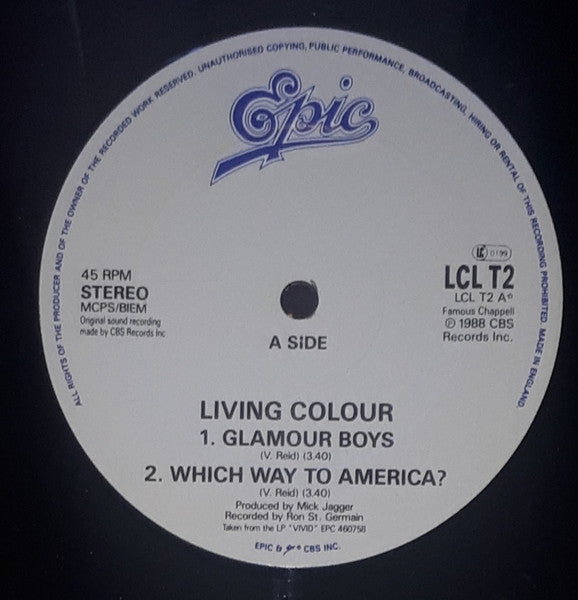 ALL RIGHTS OF THE PRODUCER AND OF THE OWNER OF THE RECORDED WORK RESERVED. UNAUTHORISED COPYING, PUBLIC PERFORMANCE, BROADCASTING, HIRING OR RENTAL OF THIS RECORDING PROHIBITED. MADE IN ENGLAND.
Epic
45 RPM
STEREO
MCPS/BIEM
Original sound recording
made by CBS Records Inc
LC 0199
LCL T2
LCL T2 A°
Famous Chappell
℗ 1988 CBS
Records Inc.
A SIDE
LIVING COLOUR
1. GLAMOUR BOYS
(V. Reid) (3.40)
2. WHICH WAY TO AMERICA?
(V. Reid) (3.40)
Produced by Mick Jagger
Recorded by Ron St. Germain
Taken from the LP "VIVID" EPC 460758
EPIC & CBS INC.